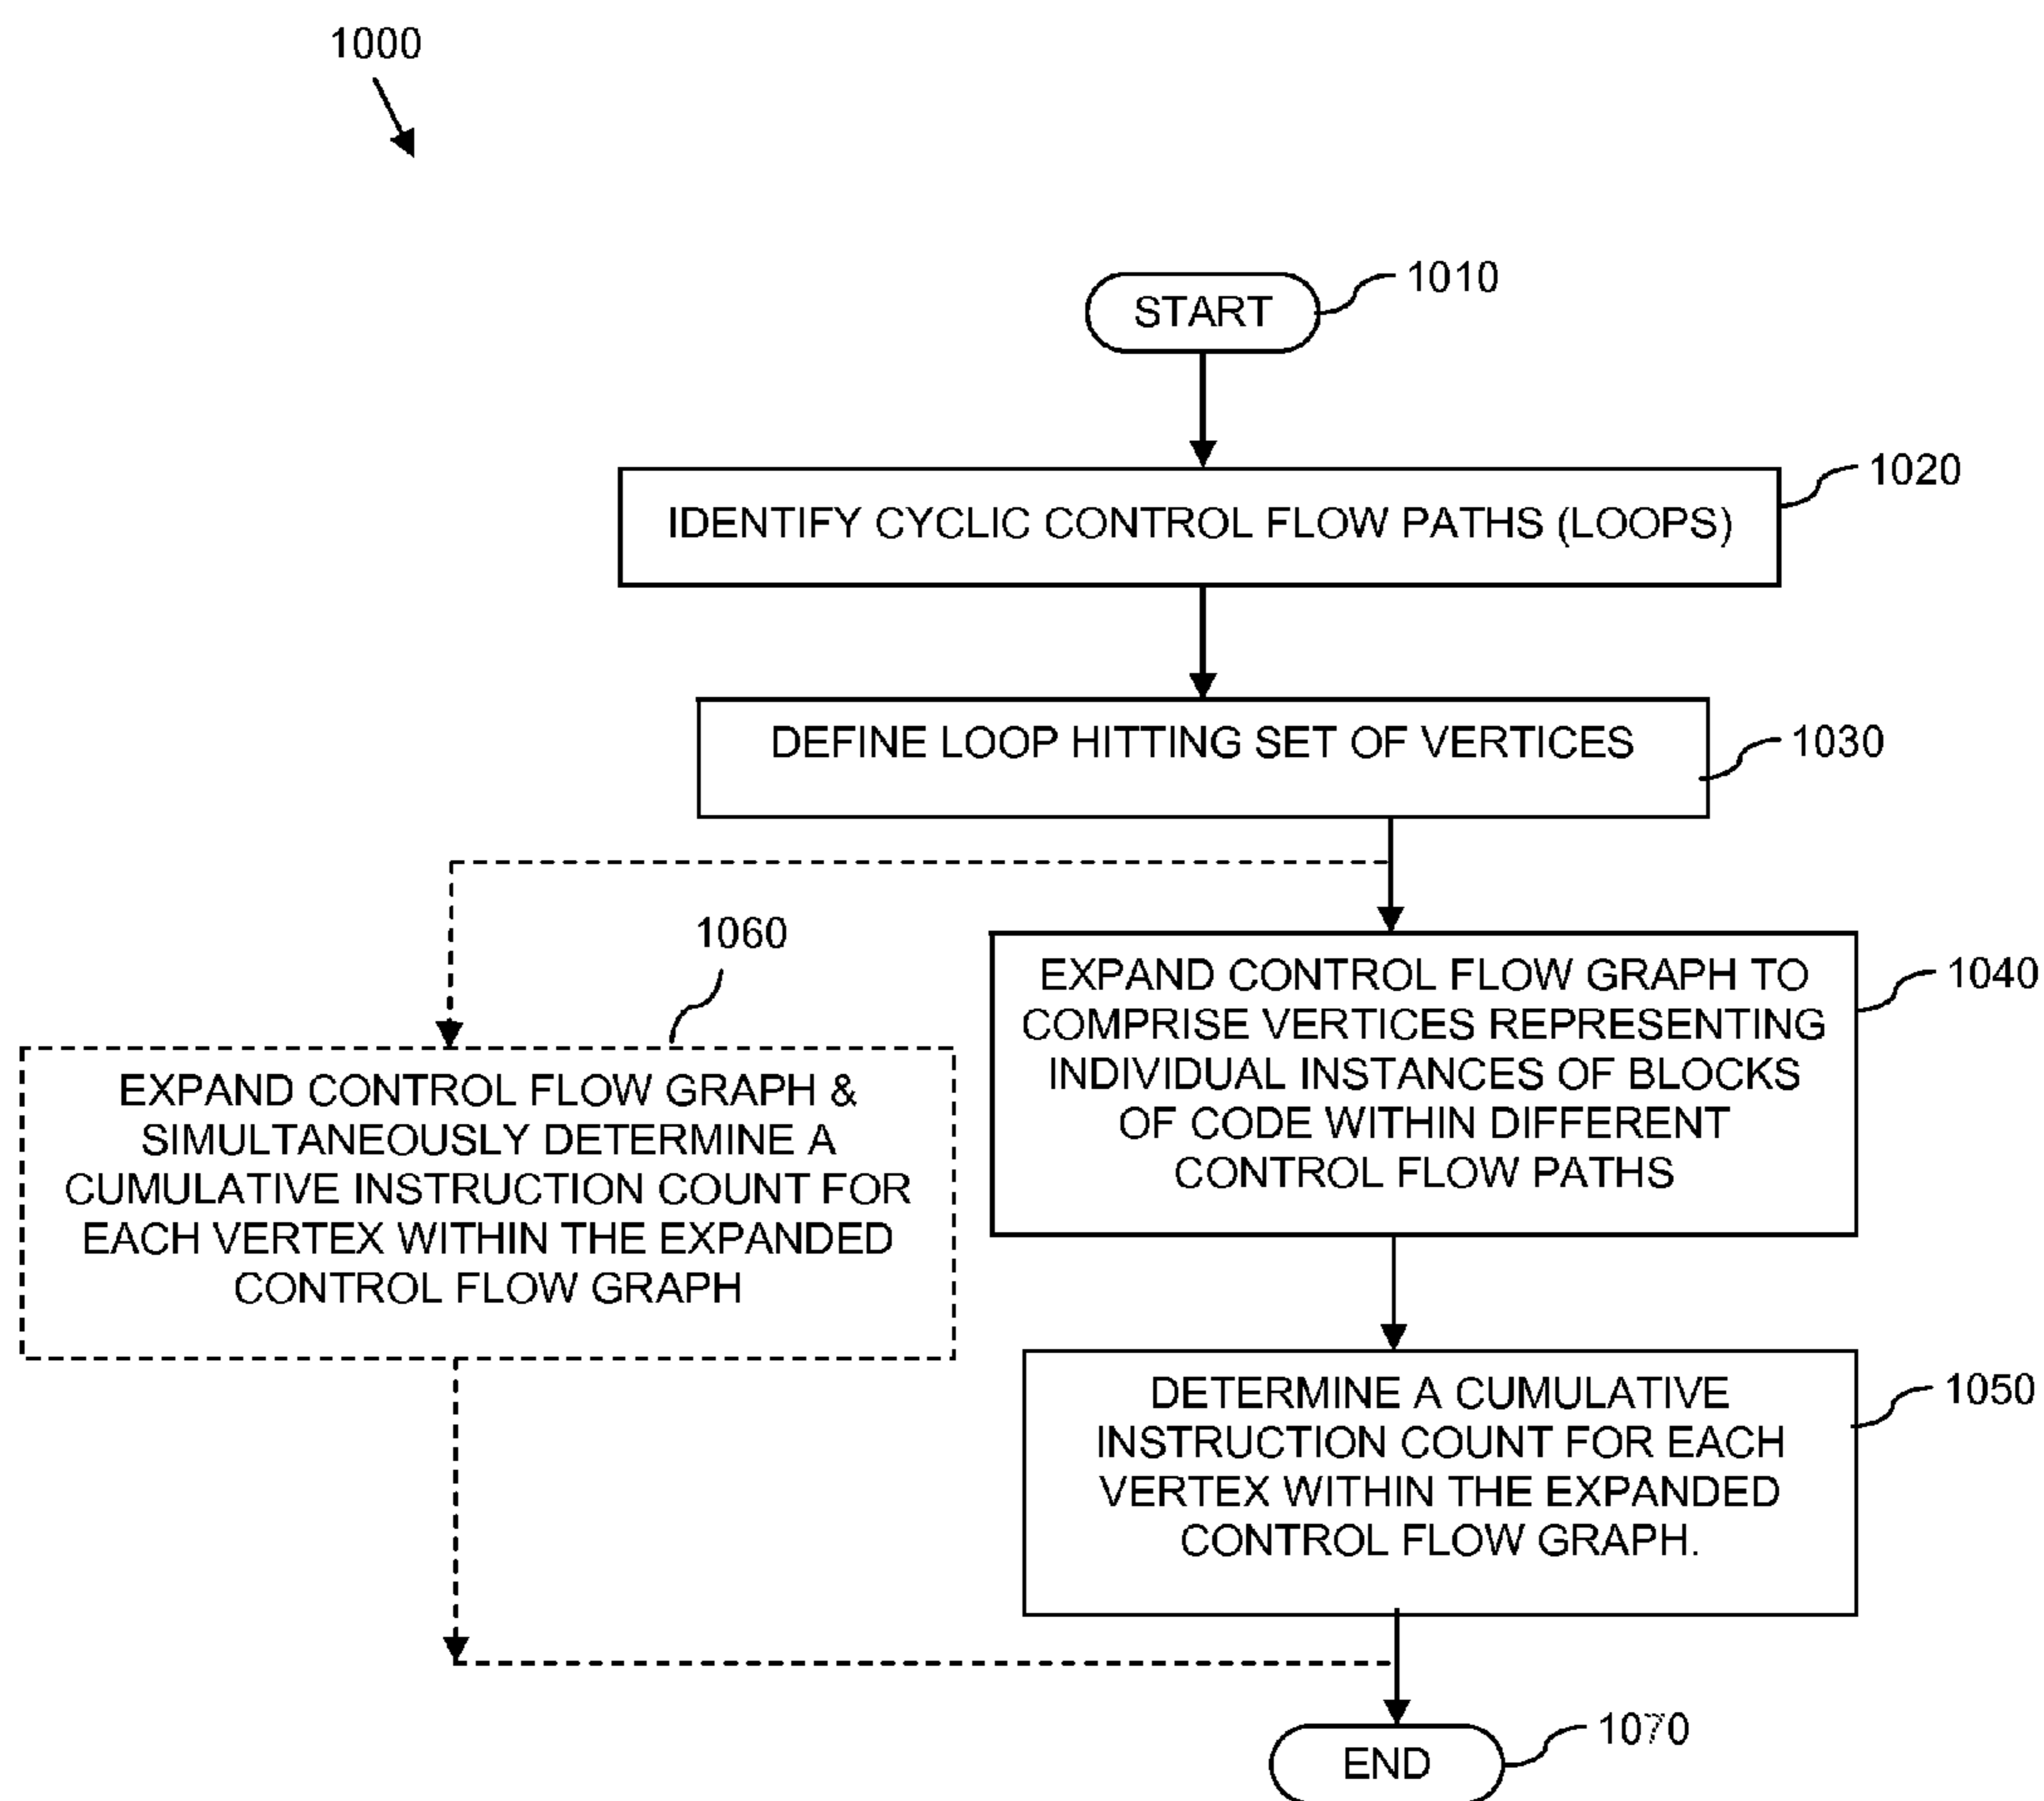 1000
START
1010
IDENTIFY CYCLIC CONTROL FLOW PATHS (LOOPS)
1020
DEFINE LOOP HITTING SET OF VERTICES
1030
EXPAND CONTROL FLOW GRAPH TO
COMPRISE VERTICES REPRESENTING
INDIVIDUAL INSTANCES OF BLOCKS
OF CODE WITHIN DIFFERENT
CONTROL FLOW PATHS
1040
1060
EXPAND CONTROL FLOW GRAPH &
SIMULTANEOUSLY DETERMINE A
CUMULATIVE INSTRUCTION COUNT FOR
EACH VERTEX WITHIN THE EXPANDED
CONTROL FLOW GRAPH
DETERMINE A CUMULATIVE
INSTRUCTION COUNT FOR EACH
VERTEX WITHIN THE EXPANDED
CONTROL FLOW GRAPH.
1050
END
1070